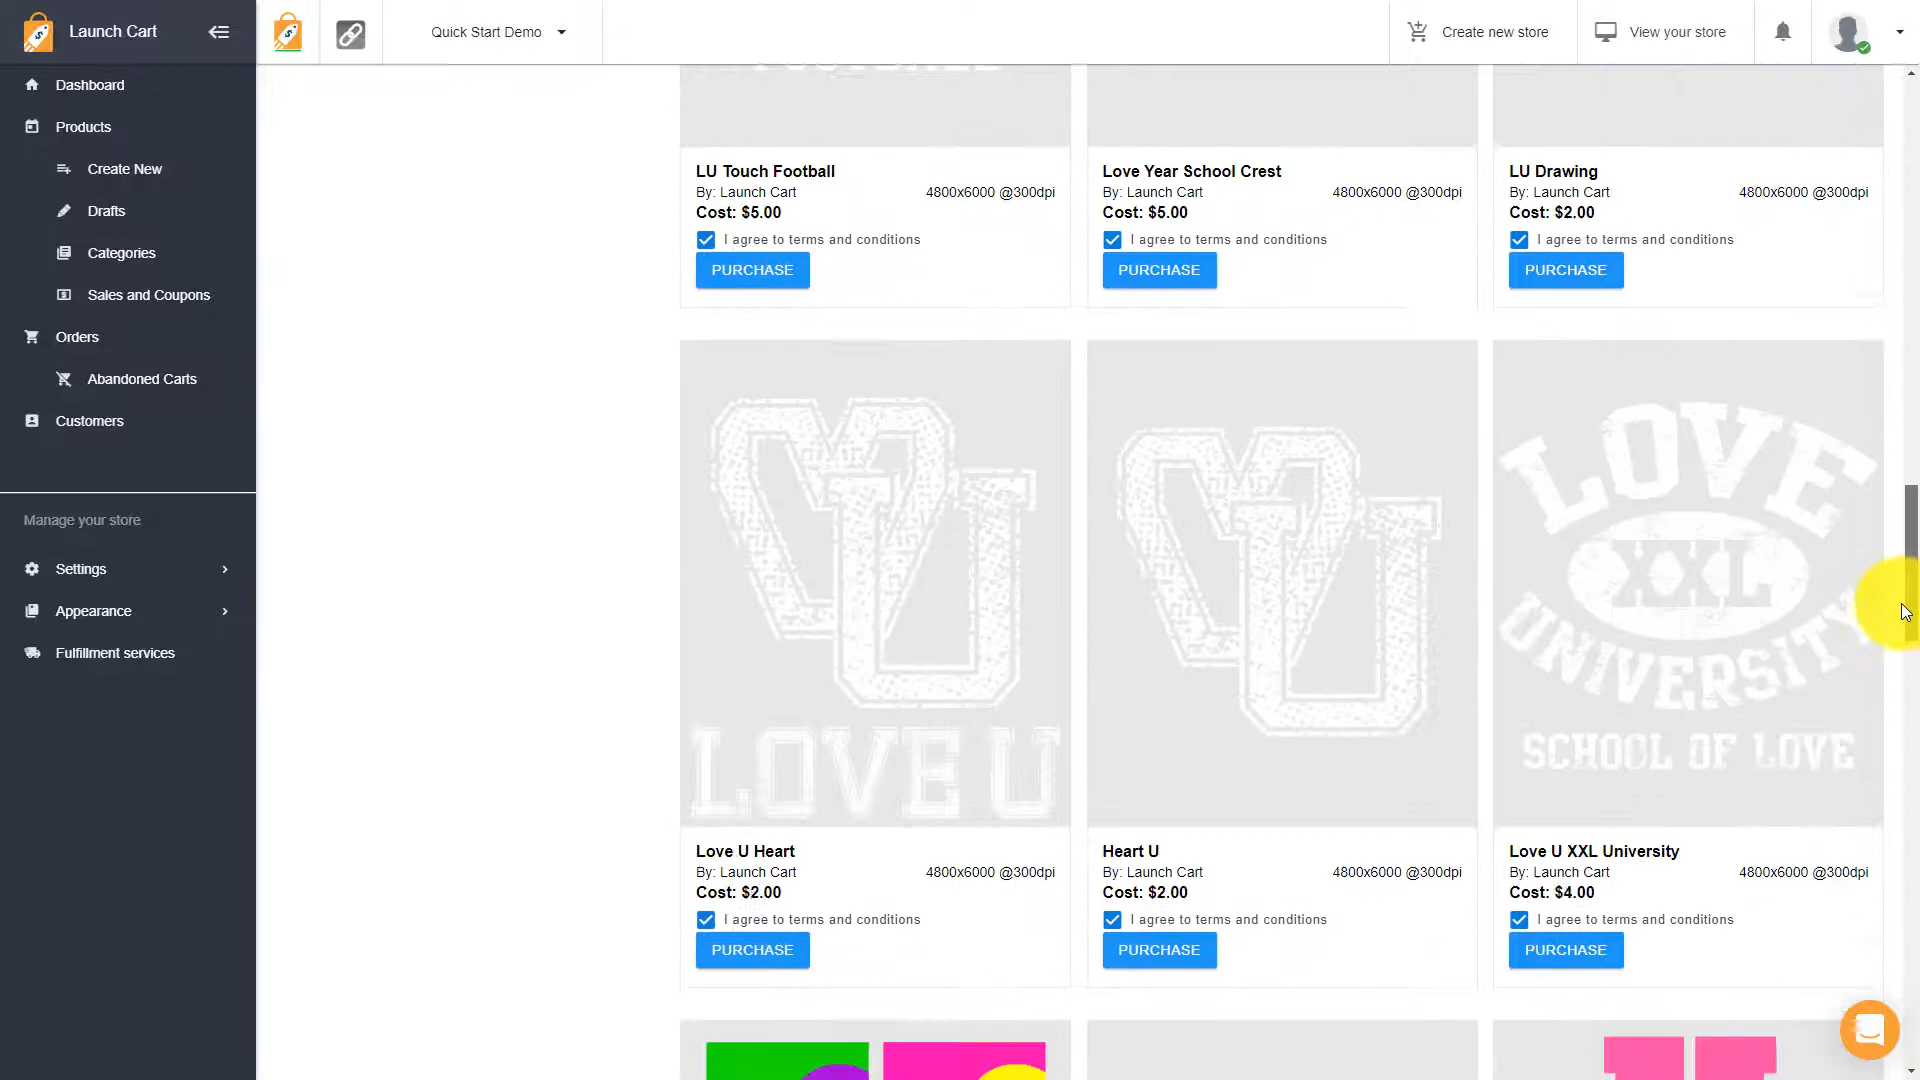 Launch Cart
Quick Start Demo
Create new store
View your store
Dashboard
Products
Create New
Drafts
Categories
Sales and Coupons
Orders
Abandoned Carts
Customers
Manage your store
Settings
Appearance
Fulfillment services
LU Touch Football
By: Launch Cart 4800x6000 @300dpi
Cost: $5.00
I agree to terms and conditions
PURCHASE
Love Year School Crest
By: Launch Cart 4800x6000 @300dpi
Cost: $5.00
I agree to terms and conditions
PURCHASE
LU Drawing
By: Launch Cart 4800x6000 @300dpi
Cost: $2.00
I agree to terms and conditions
PURCHASE
U
LOVE U
Love U Heart
By: Launch Cart 4800x6000 @300dpi
Cost: $2.00
I agree to terms and conditions
PURCHASE
U
Heart U
By: Launch Cart 4800x6000 @300dpi
Cost: $2.00
I agree to terms and conditions
PURCHASE
LOVE
XXL
UNIVERSITY
SCHOOL OF LOVE
Love U XXL University
By: Launch Cart 4800x6000 @300dpi
Cost: $4.00
I agree to terms and conditions
PURCHASE